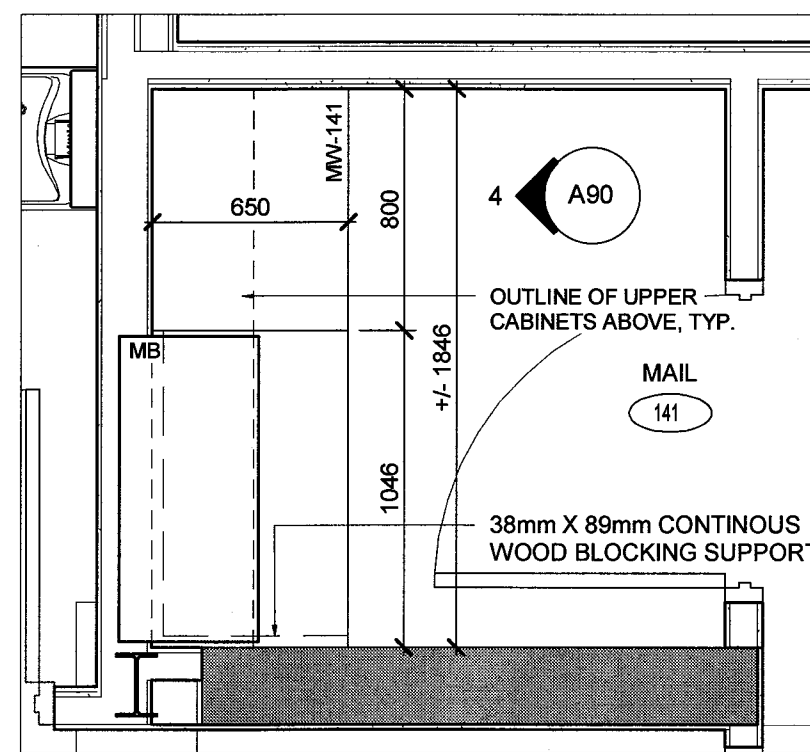 MW-141
650
800
4
A90
OUTLINE OF UPPER
CABINETS ABOVE, TYP.
MB
+/- 1846
MAIL
141
1046
38mm X 89mm CONTINOUS
WOOD BLOCKING SUPPORT